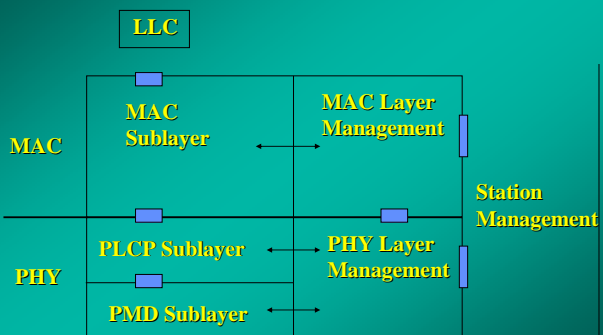 LLC
MAC
MAC
Sublayer
MAC Layer
Management
Station
Management
PHY
PLCP Sublayer
PHY Layer
Management
PMD Sublayer